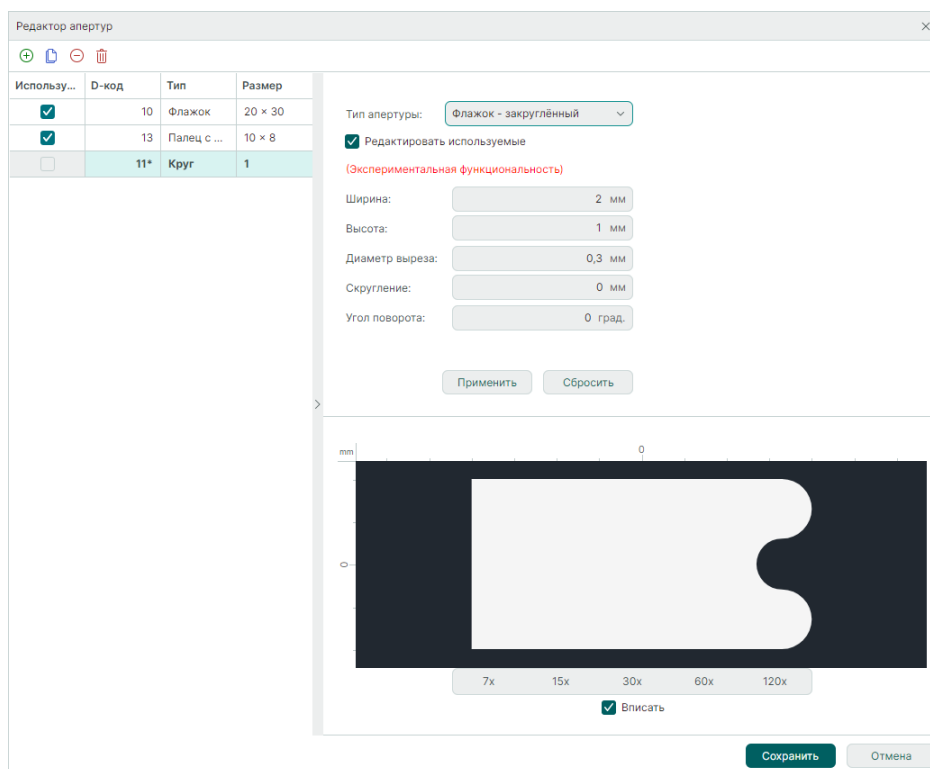 Редактор апертур
Использу... D-код Тип Размер
10 Флажок 20 × 30
13 Палец с ... 10 × 8
11* Круг 1
Тип апертуры: Флажок - закруглённый
Редактировать используемые
(Экспериментальная функциональность)
Ширина: 2 мм
Высота: 1 мм
Диаметр выреза: 0,3 мм
Скругление: 0 мм
Угол поворота: 0 град.
Применить Сбросить
mm 0
0
7x 15x 30x 60x 120x
Вписать
Сохранить Отмена